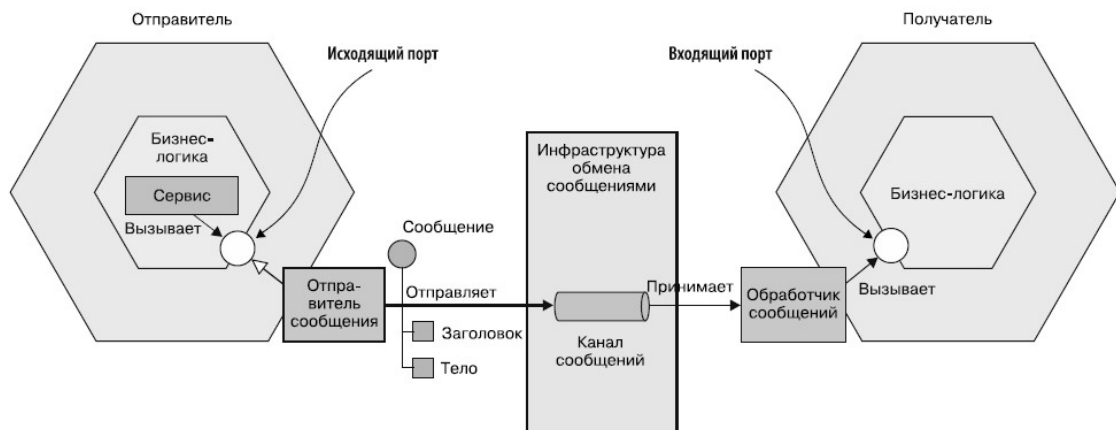 Отправитель
Получатель
Исходящий порт
Входящий порт
Бизнес-
логика
Сервис
Вызывает
Отпра-
витель
сообщения
Сообщение
Отправляет
Заголовок
Тело
Инфраструктура
обмена
сообщениями
Канал
сообщений
Принимает
Обработчик
сообщений
Вызывает
Бизнес-логика